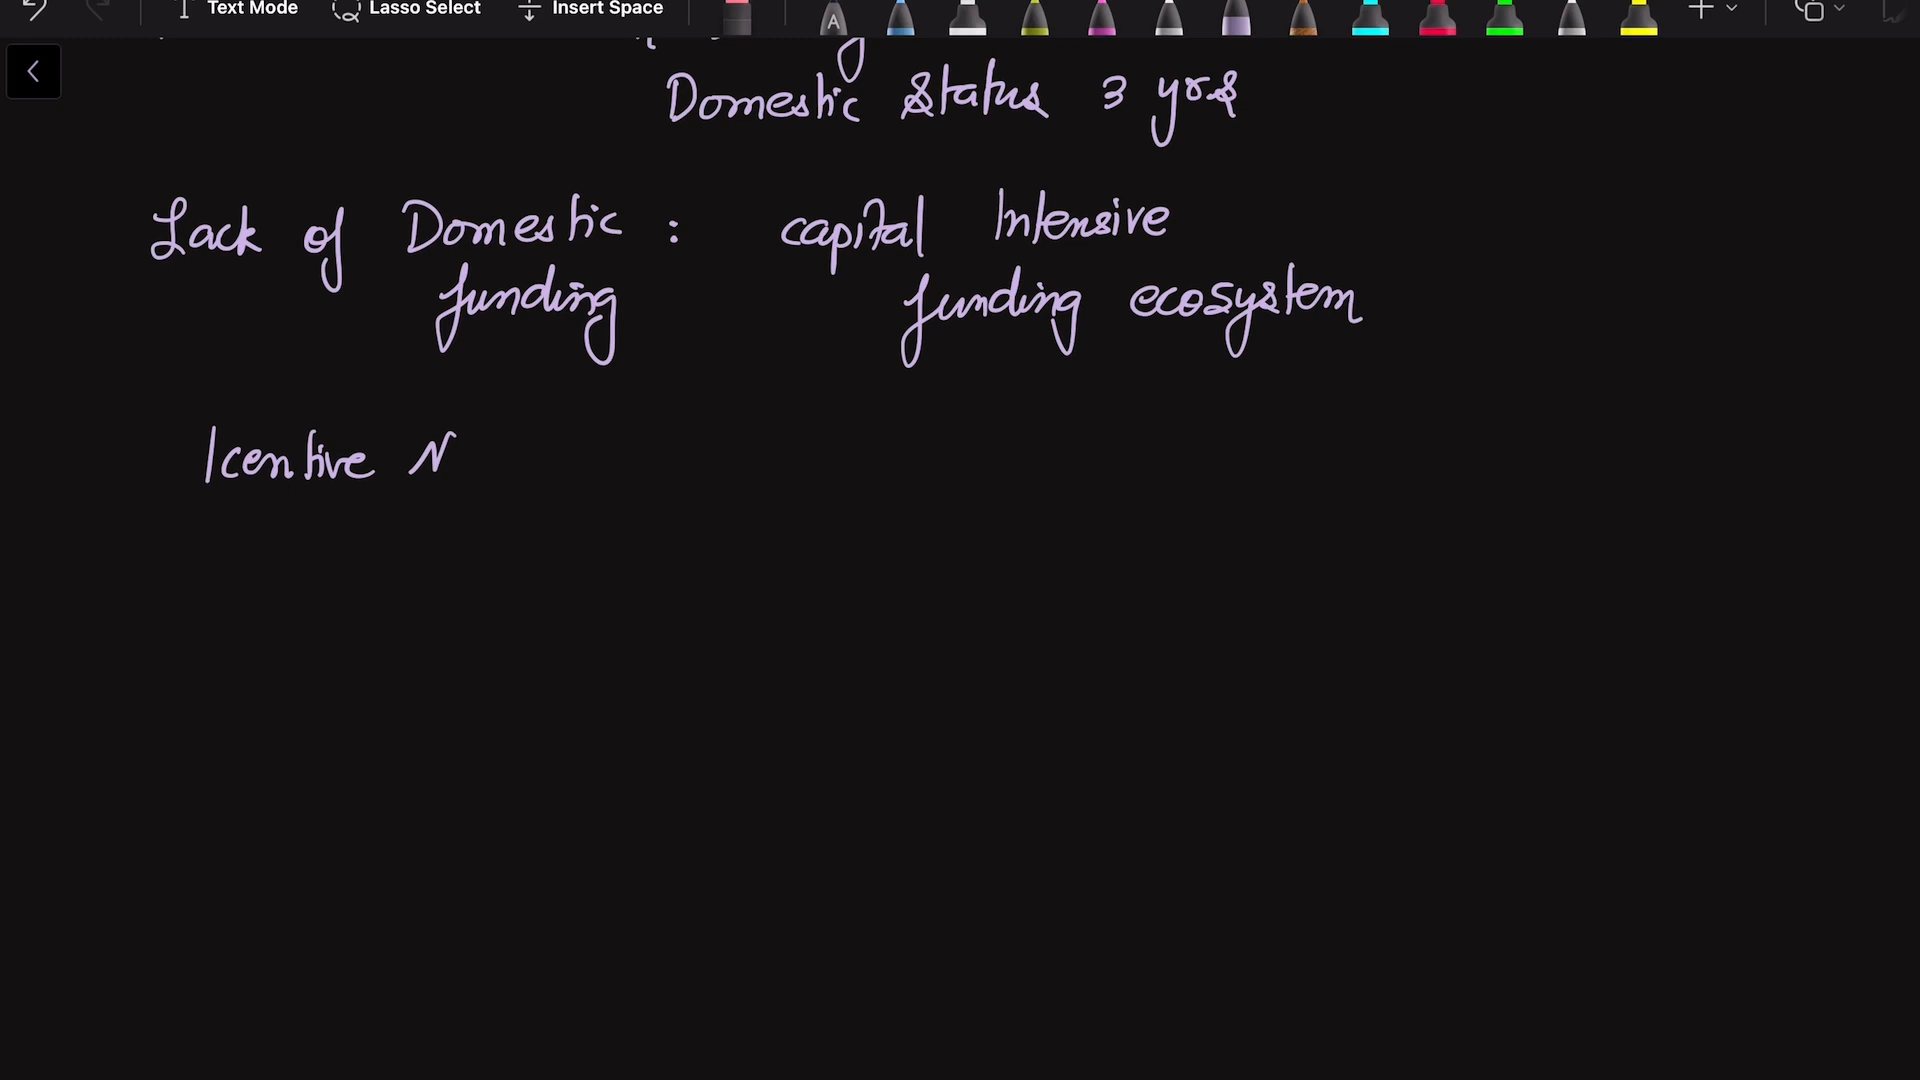 Text Mode Lasso Select Insert Space
A
Domestic Status 3 yrs
Lack of Domestic : capital Intensive
funding funding ecosystem
Icentive N